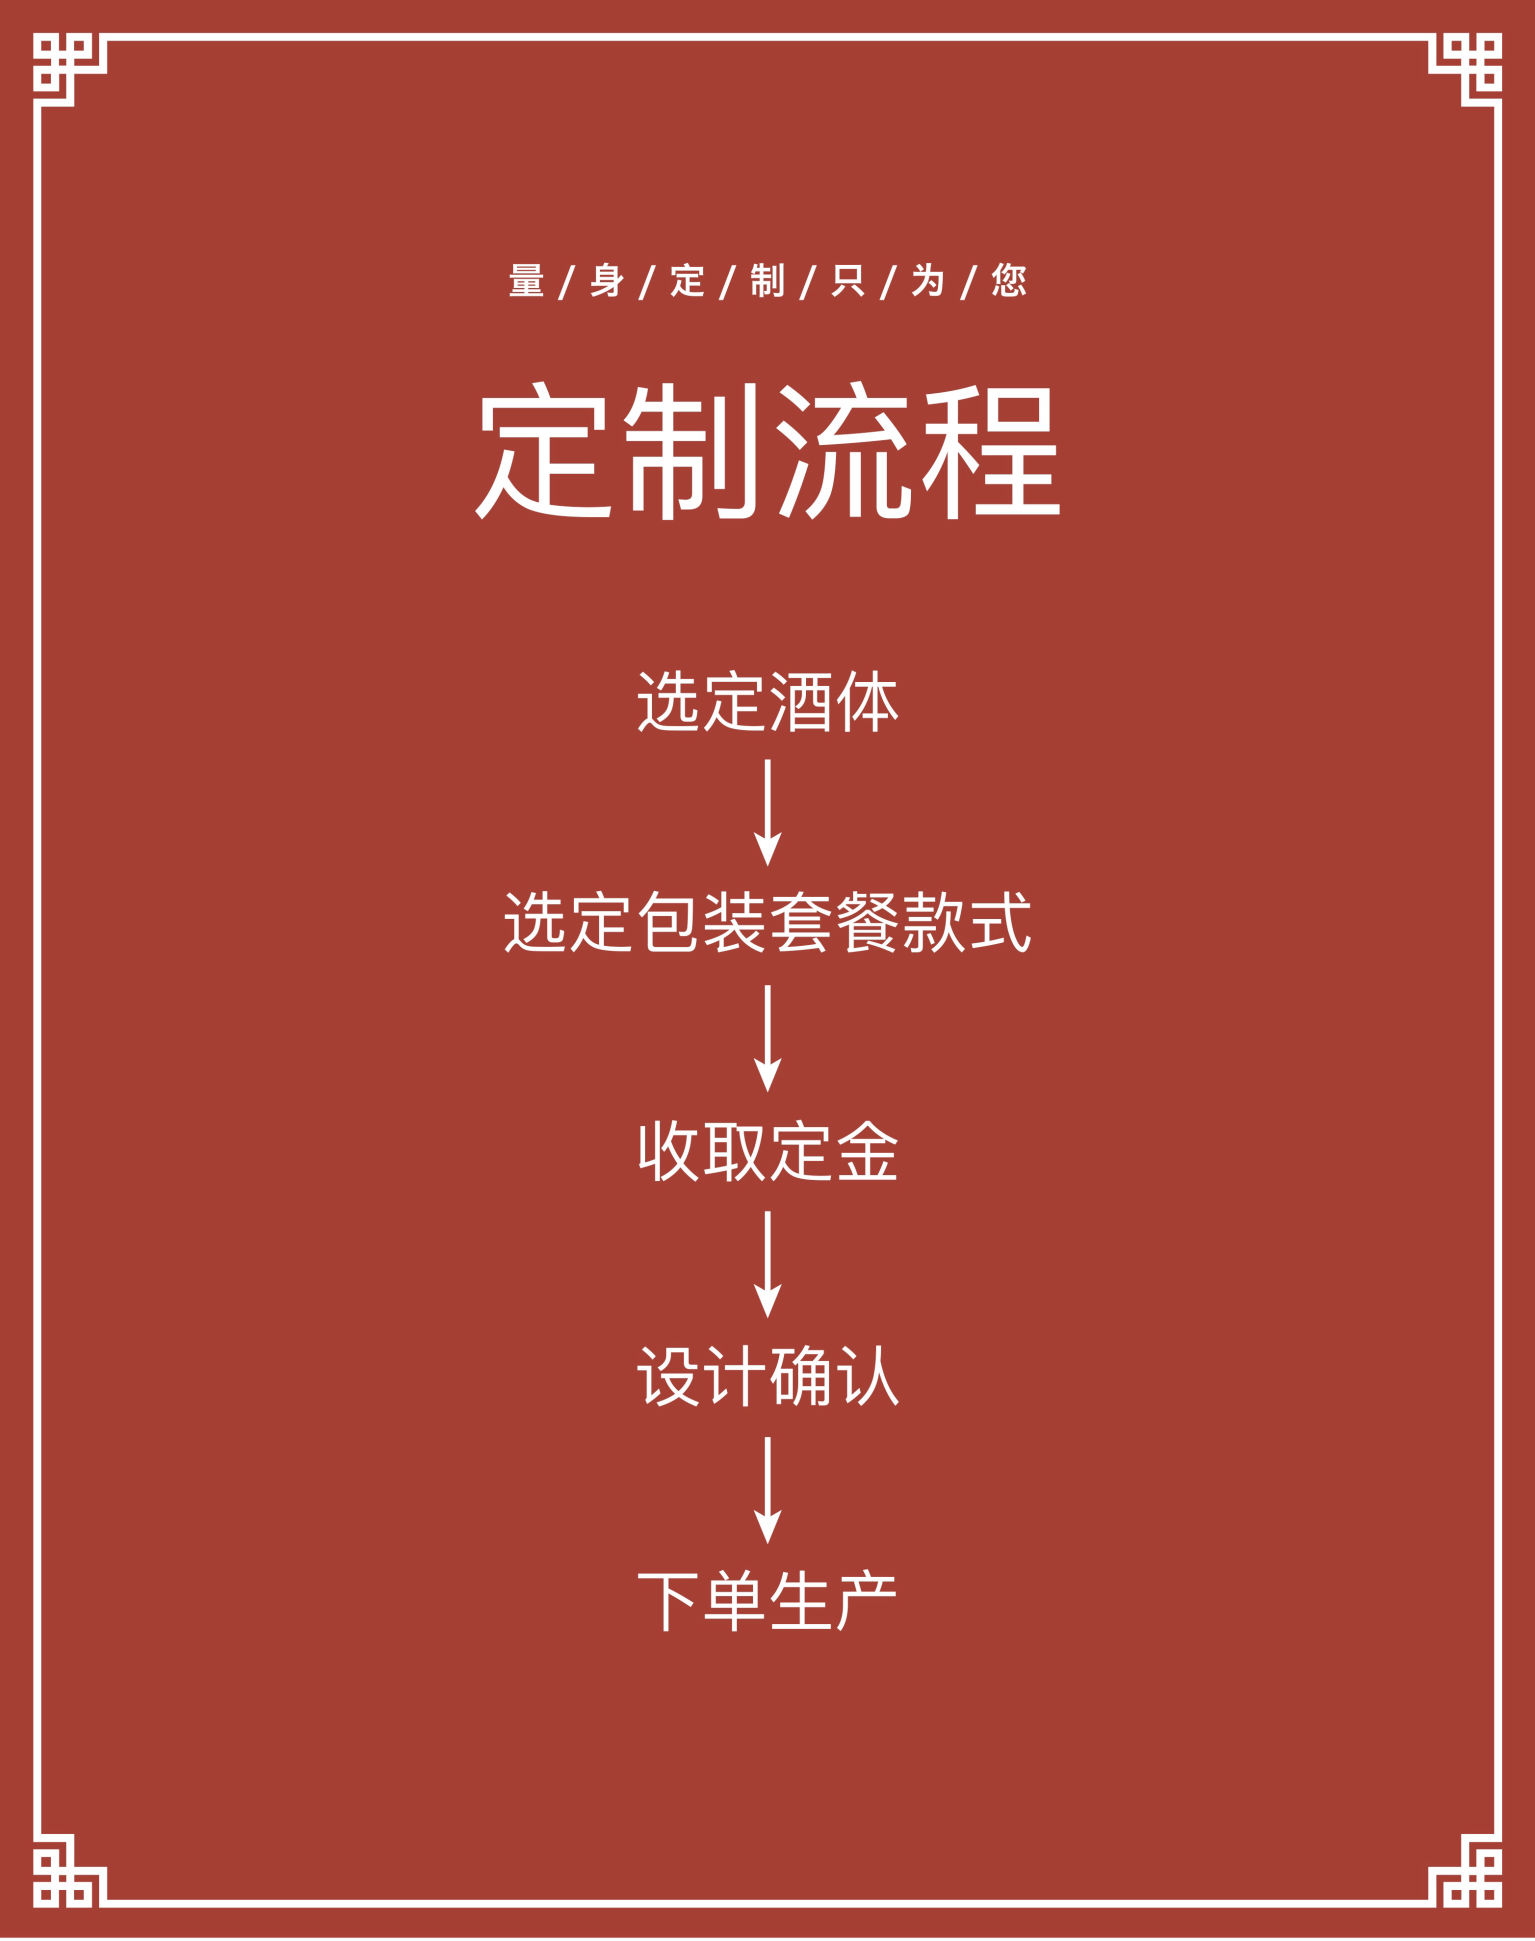 量/身/定/制/只/为/您
定制流程
选定酒体
选定包装套餐款式
收取定金
设计确认
下单生产